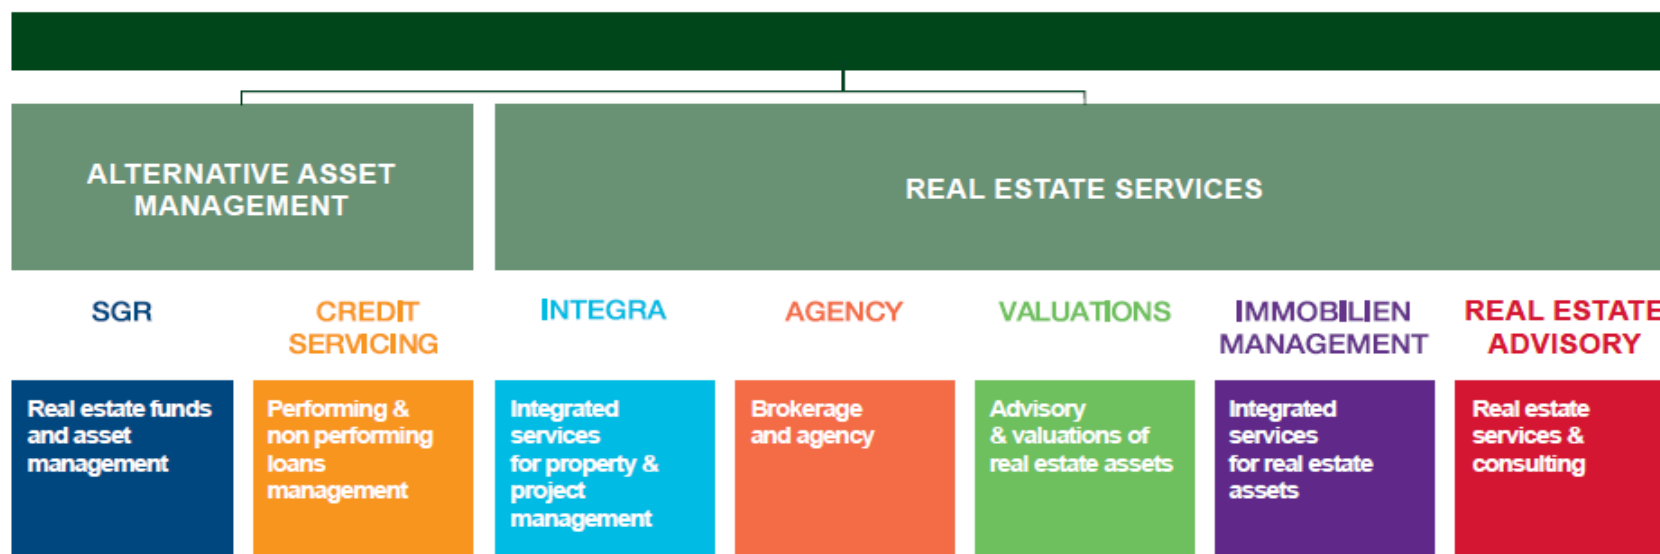 ALTERNATIVE ASSET
MANAGEMENT
REAL ESTATE SERVICES
SGR
CREDIT
SERVICING
INTEGRA
AGENCY
VALUATIONS
IMMOBILIEN
MANAGEMENT
REAL ESTATE
ADVISORY
Real estate funds
and asset
management
Performing &
non performing
loans
management
Integrated
services
for property &
project
management
Brokerage
and agency
Advisory
& valuations of
real estate assets
Integrated
services
for real estate
assets
Real estate
services &
consulting